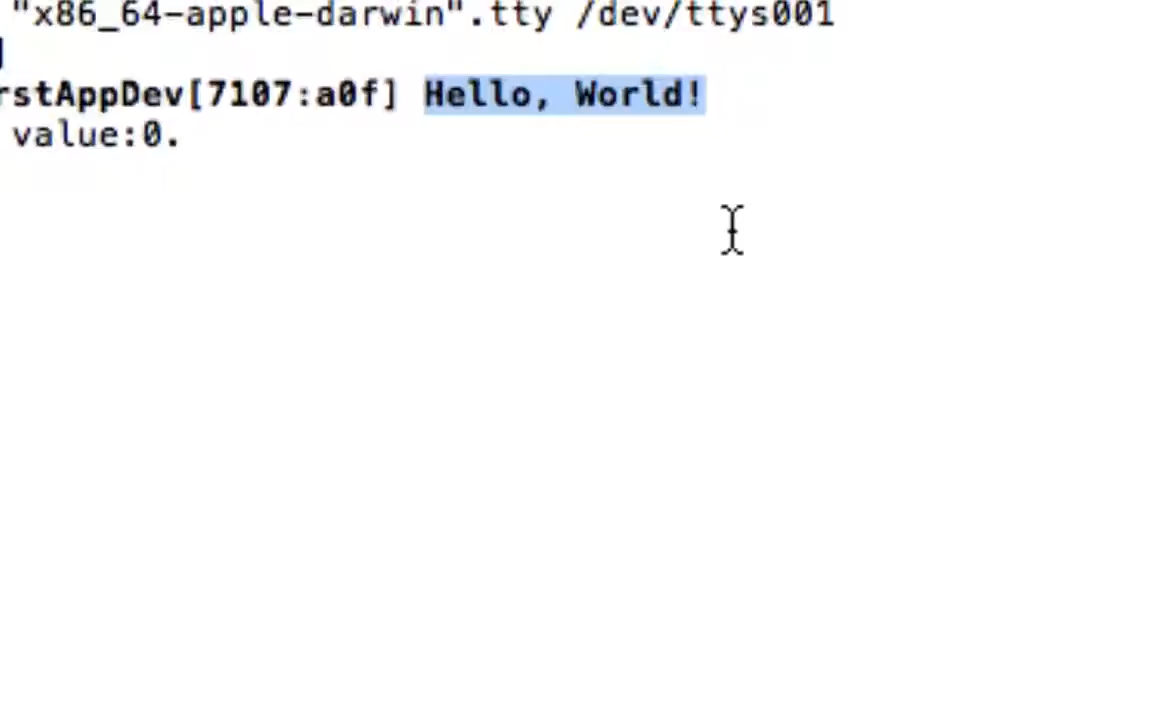 "x86_64-apple-darwin".tty /dev/ttys001
]
rstAppDev[7107:a0f] Hello, World!
value:0.